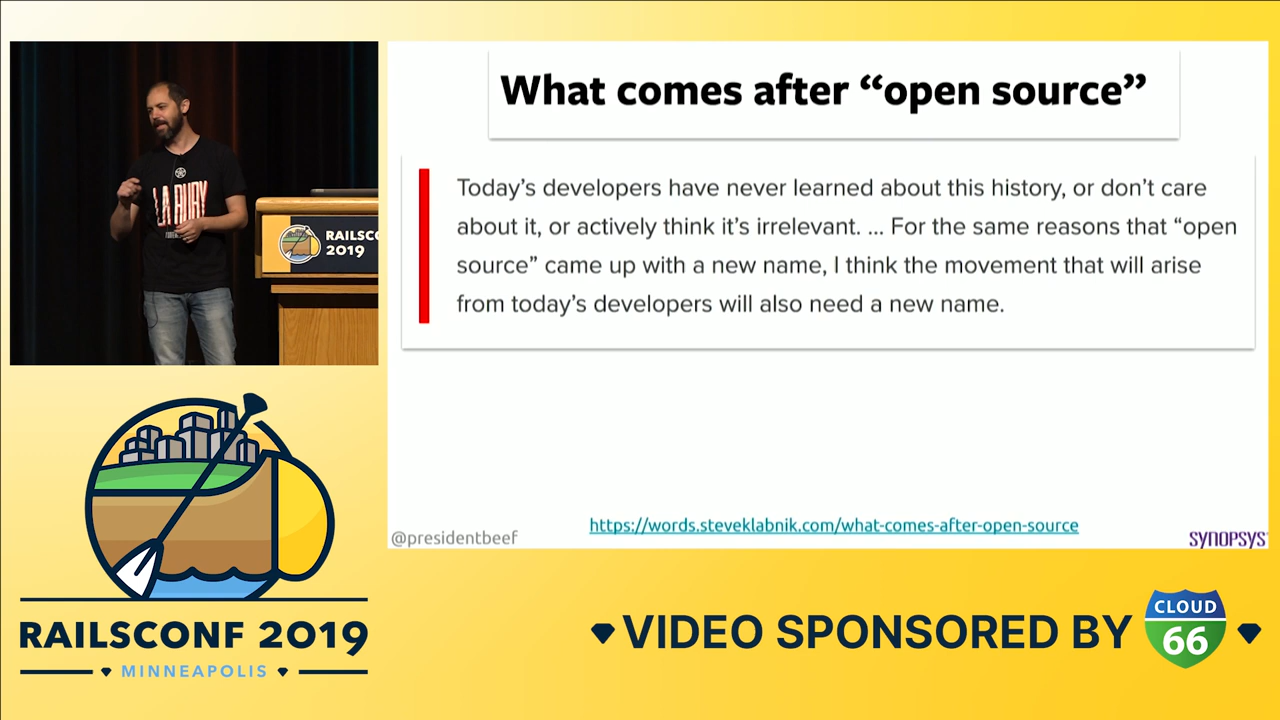 What comes after “open source”
Today’s developers have never learned about this history, or don’t care
about it, or actively think it’s irrelevant. ... For the same reasons that “open
source” came up with a new name, I think the movement that will arise
from today’s developers will also need a new name.
https://words.steveklabnik.com/what-comes-after-open-source
@presidentbeef
SYNOPSYS
RAILSCO
2019
RAILSCONF 2019
MINNEAPOLIS
VIDEO SPONSORED BY
CLOUD
66